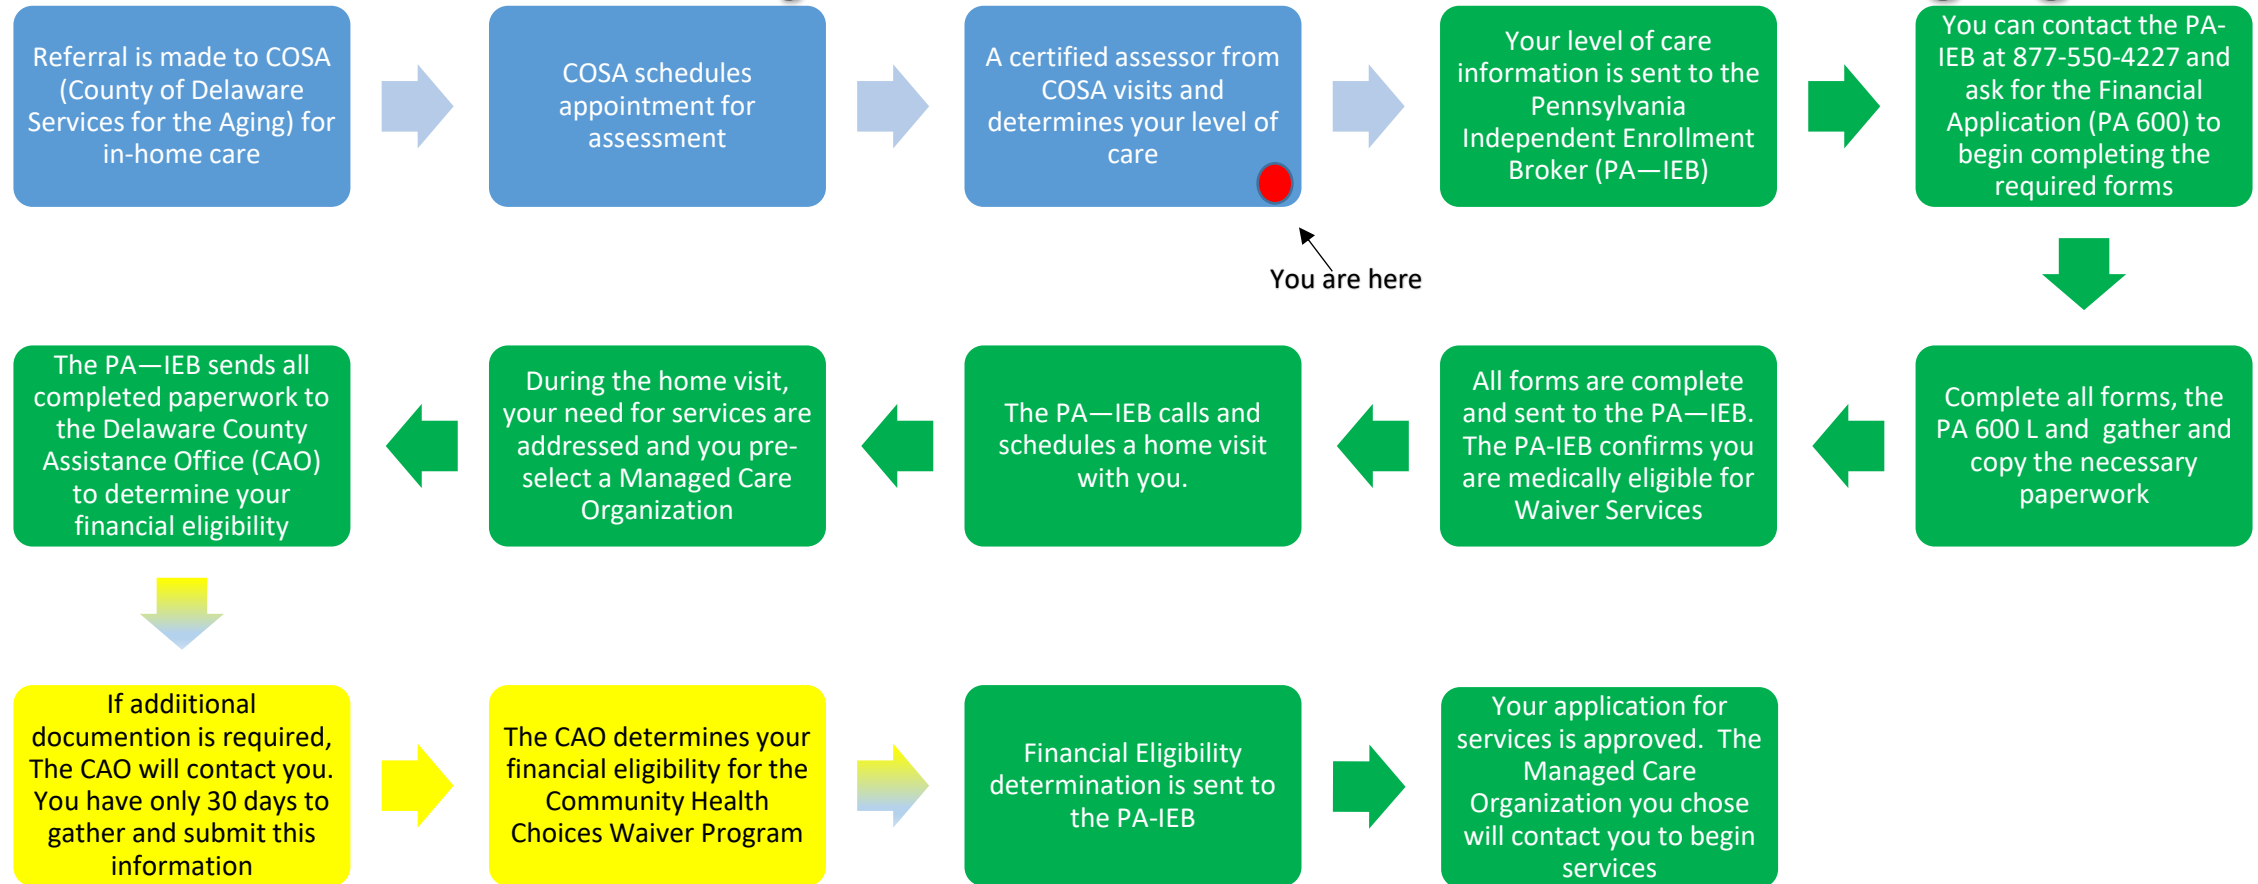 Referral is made to COSA
(County of Delaware
Services for the Aging) for
in-home care
COSA schedules
appointment for
assessment
A certified assessor from
COSA visits and
determines your level of
care
Your level of care
information is sent to the
Pennsylvania
Independent Enrollment
Broker (PA—IEB)
You can contact the PA-
IEB at 877-550-4227 and
ask for the Financial
Application (PA 600) to
begin completing the
required forms
You are here
Complete all forms, the
PA 600 L and gather and
copy the necessary
paperwork
All forms are complete
and sent to the PA—IEB.
The PA-IEB confirms you
are medically eligible for
Waiver Services
The PA—IEB calls and
schedules a home visit
with you.
During the home visit,
your need for services are
addressed and you pre-
select a Managed Care
Organization
The PA—IEB sends all
completed paperwork to
the Delaware County
Assistance Office (CAO)
to determine your
financial eligibility
If addiitional
documention is required,
The CAO will contact you.
You have only 30 days to
gather and submit this
information
The CAO determines your
financial eligibility for the
Community Health
Choices Waiver Program
Financial Eligibility
determination is sent to
the PA-IEB
Your application for
services is approved. The
Managed Care
Organization you chose
will contact you to begin
services